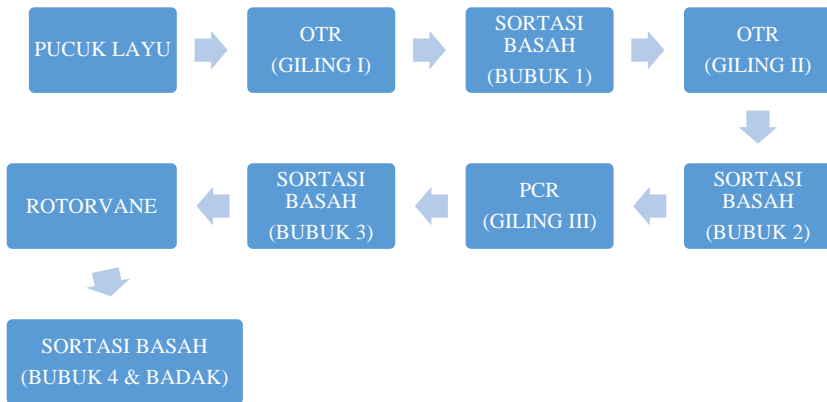 PUCUK LAYU
OTR
(GILING I)
SORTASI
BASAH
(BUBUK 1)
OTR
(GILING II)
SORTASI
BASAH
(BUBUK 2)
PCR
(GILING III)
SORTASI
BASAH
(BUBUK 3)
ROTORVANE
SORTASI BASAH
(BUBUK 4 & BADAK)